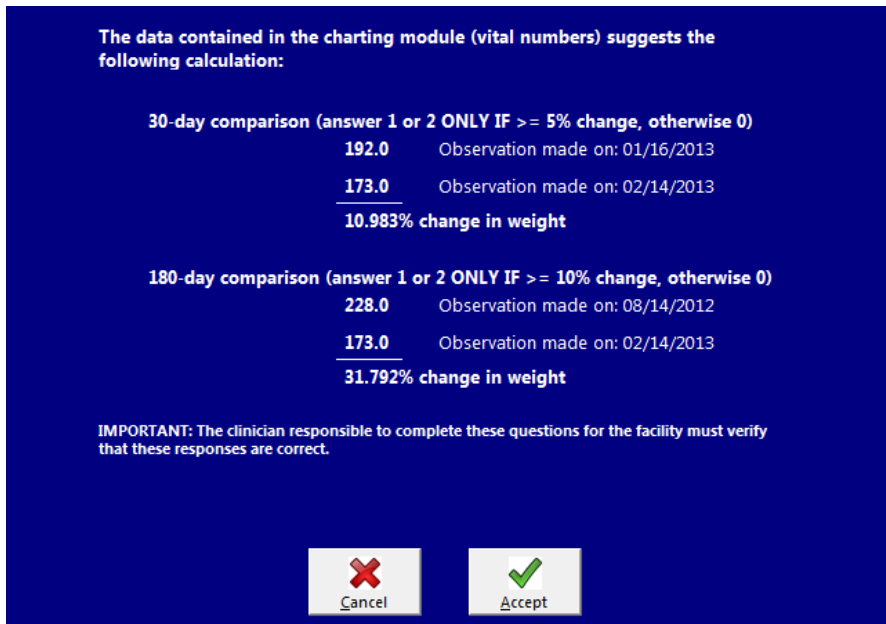 The data contained in the charting module (vital numbers) suggests the
following calculation:
30-day comparison (answer 1 or 2 ONLY IF >= 5% change, otherwise 0)
192.0 Observation made on: 01/16/2013
173.0 Observation made on: 02/14/2013
10.983% change in weight
180-day comparison (answer 1 or 2 ONLY IF >= 10% change, otherwise 0)
228.0 Observation made on: 08/14/2012
173.0 Observation made on: 02/14/2013
31.792% change in weight
IMPORTANT: The clinician responsible to complete these questions for the facility must verify
that these responses are correct.
Cancel Accept